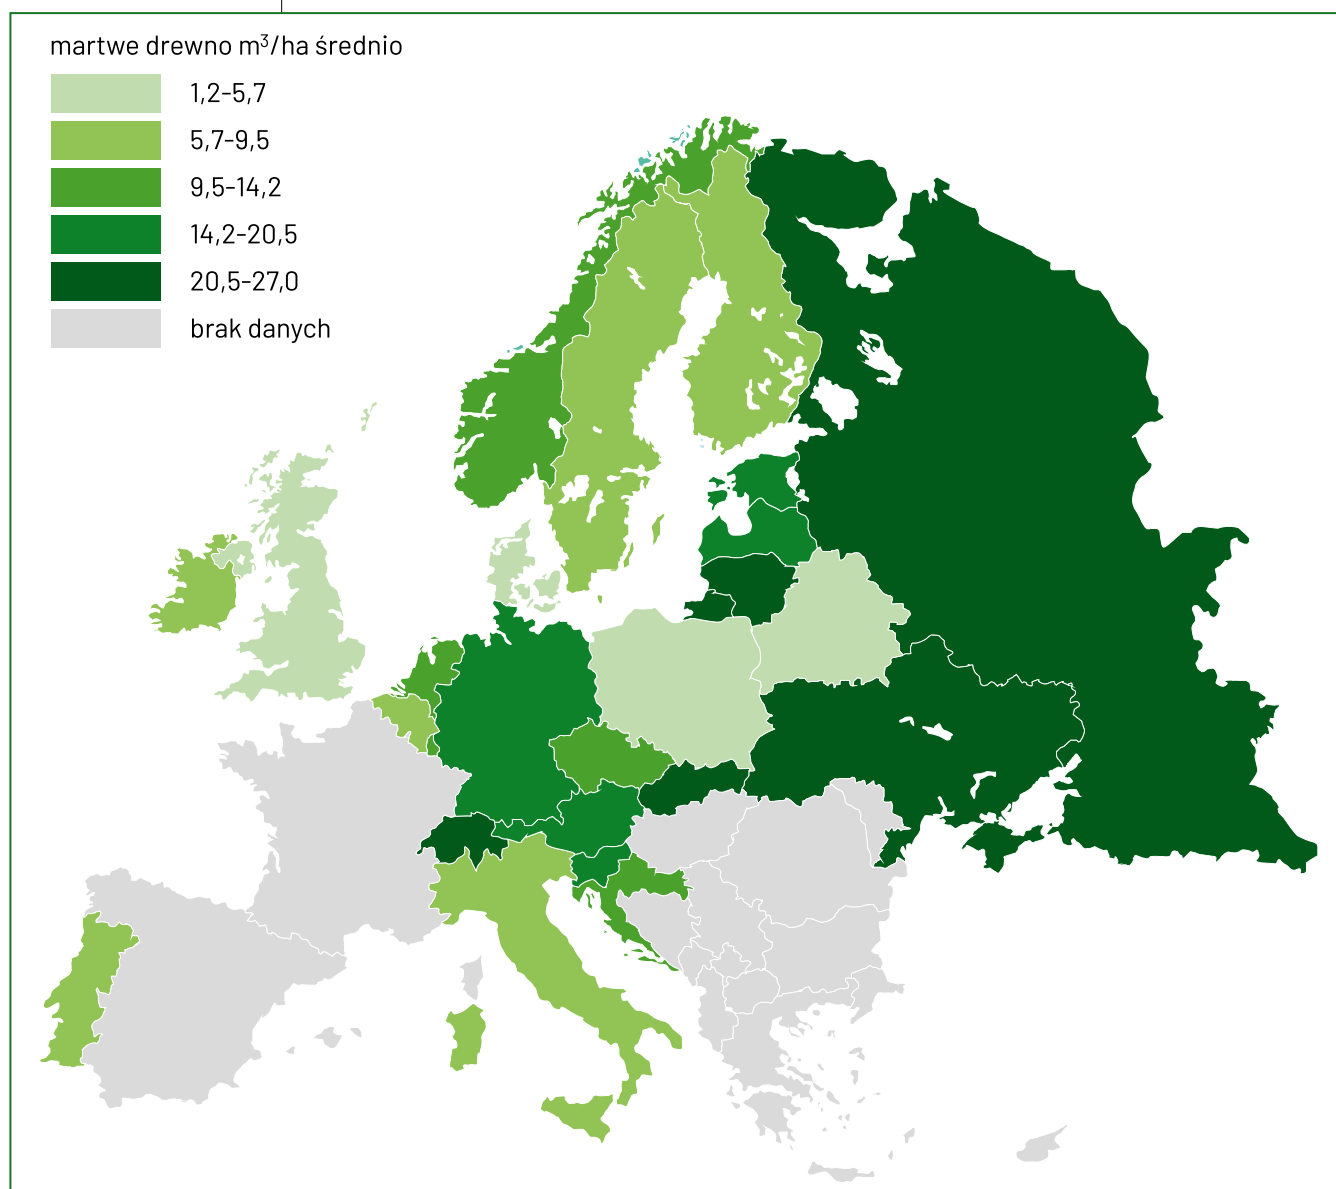 martwe drewno m³/ha średnio
1,2–5,7
5,7–9,5
9,5–14,2
14,2–20,5
20,5–27,0
brak danych